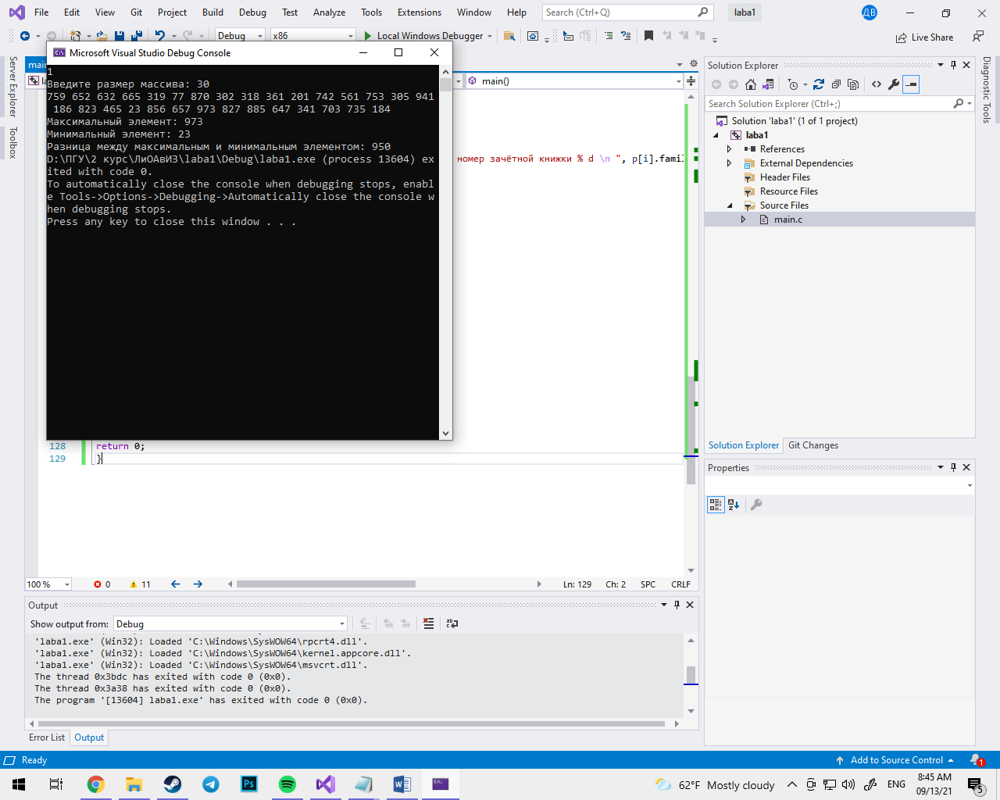 File Edit View Git Project Build Debug Test Analyze Tools Extensions Window Help Search (Ctrl+Q) laba1 ДВ
Debug x86 Local Windows Debugger Live Share
Server Explorer
Toolbox
Diagnostic Tools
Microsoft Visual Studio Debug Console
1
Введите размер массива: 30
759 652 632 665 319 77 870 302 318 361 201 742 561 753 305 941
186 823 465 23 856 657 973 827 885 647 341 703 735 184
Максимальный элемент: 973
Минимальный элемент: 23
Разница между максимальным и минимальным элементом: 950
D:\ПГУ\2 курс\ЛиОАвИЗ\laba1\Debug\laba1.exe (process 13604) ex
ited with code 0.
To automatically close the console when debugging stops, enabl
e Tools->Options->Debugging->Automatically close the console w
hen debugging stops.
Press any key to close this window . . .
main()
номер зачётной книжки % d \n ", p[i].famil
128 return 0;
129 }
100 % 0 11 Ln: 129 Ch: 2 SPC CRLF
Solution Explorer
Search Solution Explorer (Ctrl+;)
Solution 'laba1' (1 of 1 project)
laba1
References
External Dependencies
Header Files
Resource Files
Source Files
main.c
Solution Explorer Git Changes
Properties
Output
Show output from: Debug
'laba1.exe' (Win32): Loaded 'C:\Windows\SysWOW64\rpcrt4.dll'.
'laba1.exe' (Win32): Loaded 'C:\Windows\SysWOW64\kernel.appcore.dll'.
'laba1.exe' (Win32): Loaded 'C:\Windows\SysWOW64\msvcrt.dll'.
The thread 0x3bdc has exited with code 0 (0x0).
The thread 0x3a38 has exited with code 0 (0x0).
The program '[13604] laba1.exe' has exited with code 0 (0x0).
Error List Output
Ready Add to Source Control 1
62°F Mostly cloudy ENG 8:45 AM
09/13/21 5